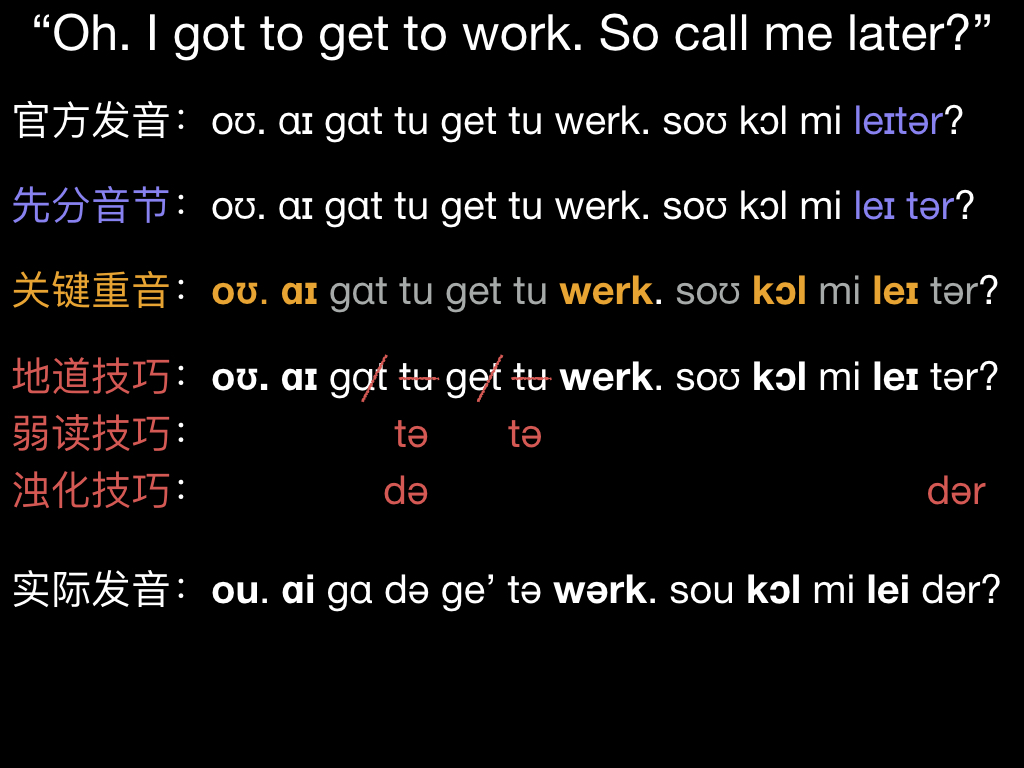 “Oh. I got to get to work. So call me later?”
官方发音： oʊ. ɑɪ gɑt tu get tu werk. soʊ kɔl mi leɪtər?
先分音节： oʊ. ɑɪ gɑt tu get tu werk. soʊ kɔl mi leɪ tər?
关键重音： oʊ. ɑɪ gɑt tu get tu werk. soʊ kɔl mi leɪ tər?
地道技巧： oʊ. ɑɪ gɑt tu get tu werk. soʊ kɔl mi leɪ tər?
弱读技巧： tə tə
浊化技巧： də dər
实际发音： ou. ɑi gɑ də ge’ tə wərk. sou kɔl mi lei dər?